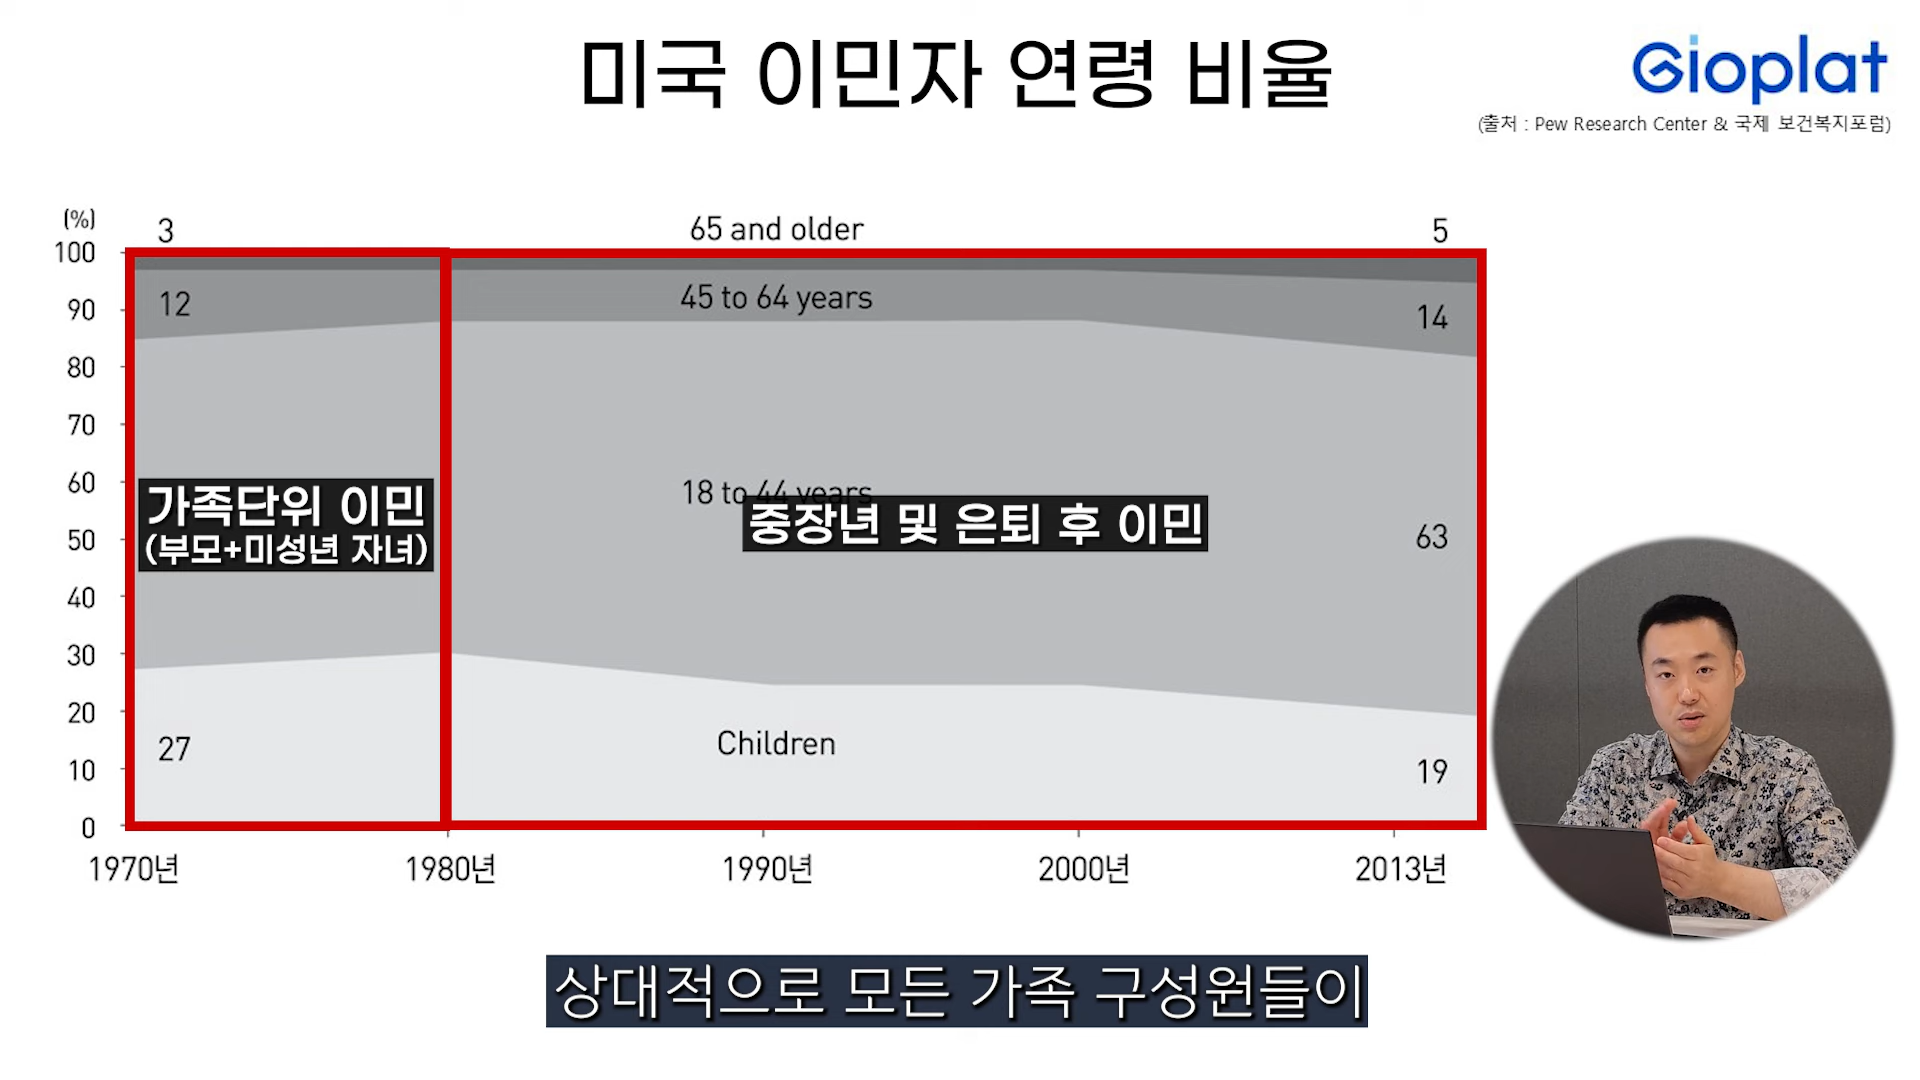 미국 이민자 연령 비율
Gioplat
(출처 : Pew Research Center & 국제 보건복지포럼)
(%)
3
65 and older
5
100
12
45 to 64 years
14
90
80
70
60
50
40
30
20
10
0
18 to 44 years
가족단위 이민
(부모+미성년 자녀)
중장년 및 은퇴 후 이민
63
27
Children
19
1970년
1980년
1990년
2000년
2013년
상대적으로 모든 가족 구성원들이